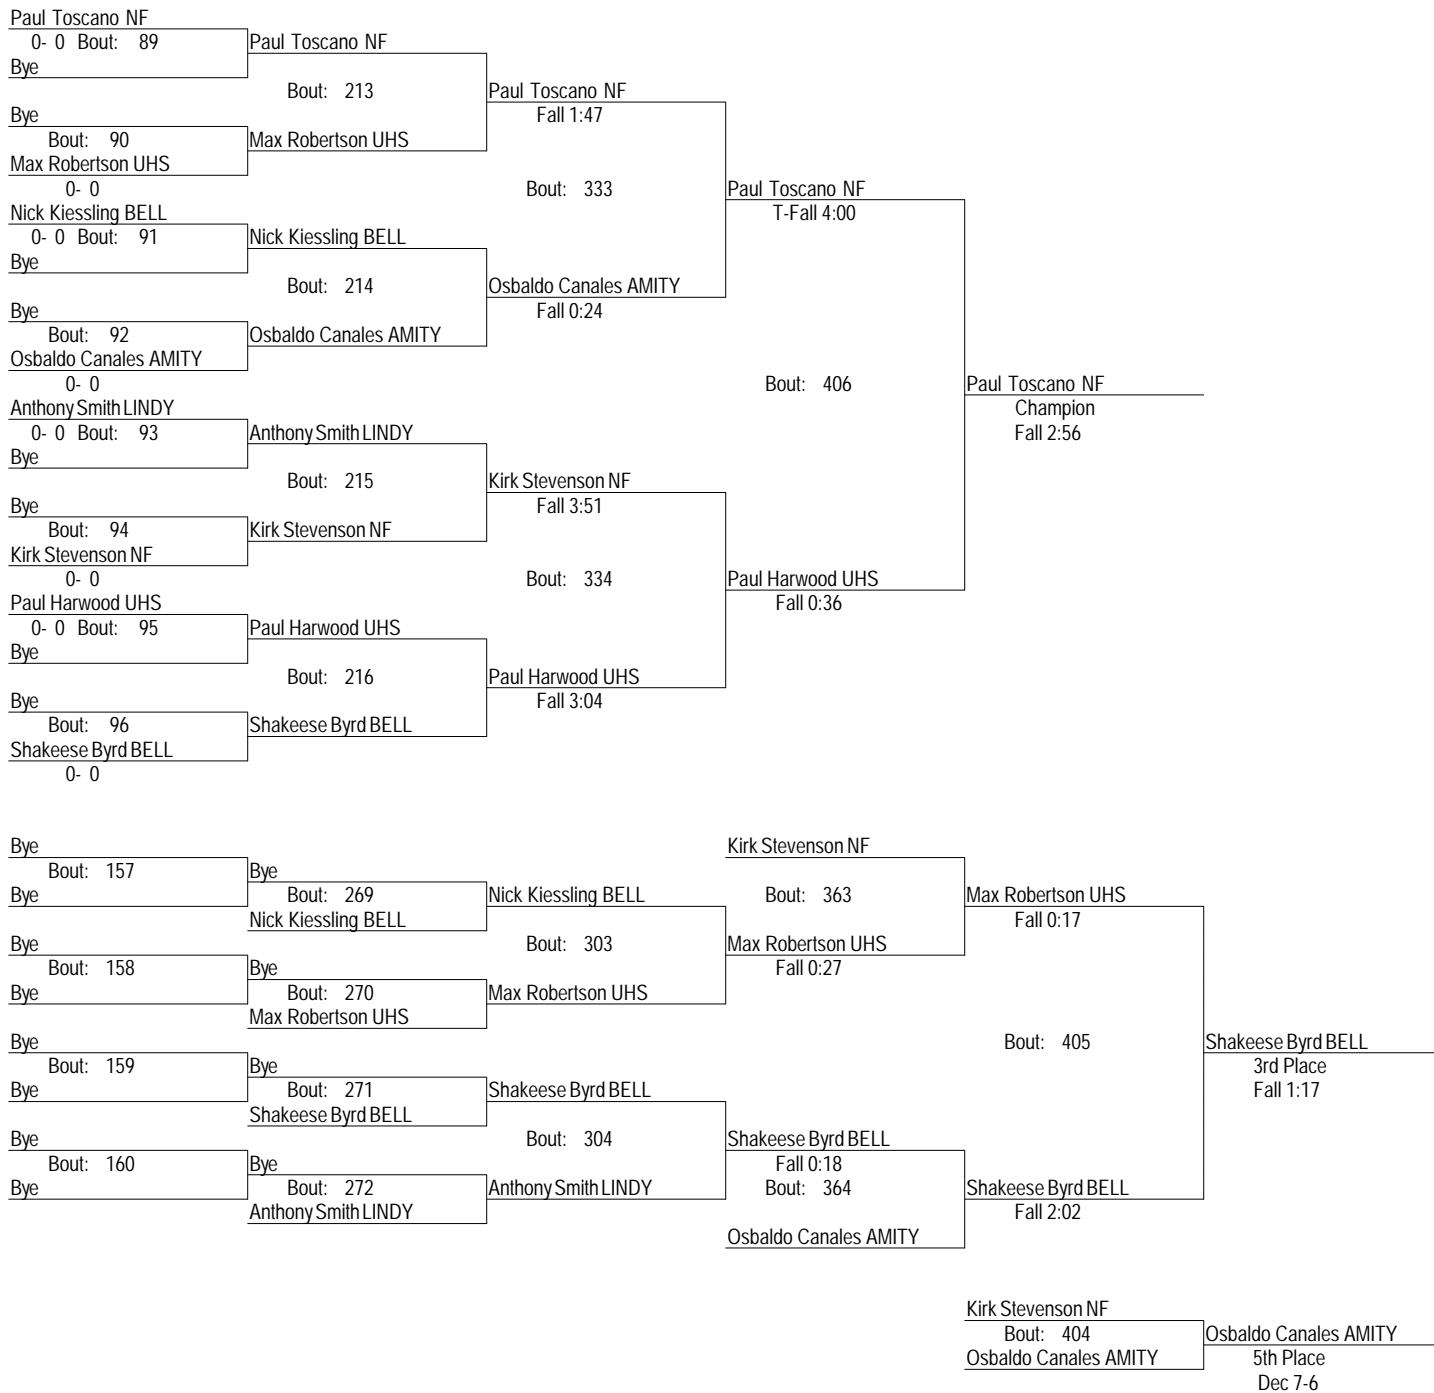 Paul Toscano NF
0- 0 Bout: 89 Paul Toscano NF
Bye
Bout: 213 Paul Toscano NF
Bye Fall 1:47
Bout: 90 Max Robertson UHS
Max Robertson UHS
0- 0 Bout: 333 Paul Toscano NF
Nick Kiessling BELL T-Fall 4:00
0- 0 Bout: 91 Nick Kiessling BELL
Bye
Bout: 214 Osbaldo Canales AMITY
Bye Fall 0:24
Bout: 92 Osbaldo Canales AMITY
Osbaldo Canales AMITY
0- 0 Bout: 406 Paul Toscano NF
Anthony Smith LINDY Champion
0- 0 Bout: 93 Anthony Smith LINDY Fall 2:56
Bye
Bout: 215 Kirk Stevenson NF
Bye Fall 3:51
Bout: 94 Kirk Stevenson NF
Kirk Stevenson NF
0- 0 Bout: 334 Paul Harwood UHS
Paul Harwood UHS Fall 0:36
0- 0 Bout: 95 Paul Harwood UHS
Bye
Bout: 216 Paul Harwood UHS
Bye Fall 3:04
Bout: 96 Shakeese Byrd BELL
Shakeese Byrd BELL
0- 0
Bye Kirk Stevenson NF
Bout: 157 Bye
Bye Bout: 269 Nick Kiessling BELL Bout: 363 Max Robertson UHS
Nick Kiessling BELL Fall 0:17
Bye Bout: 303 Max Robertson UHS
Bout: 158 Bye Fall 0:27
Bye Bout: 270 Max Robertson UHS
Max Robertson UHS
Bye Bout: 405 Shakeese Byrd BELL
Bout: 159 Bye 3rd Place
Bye Bout: 271 Shakeese Byrd BELL Fall 1:17
Shakeese Byrd BELL
Bye Bout: 304 Shakeese Byrd BELL
Bout: 160 Bye Fall 0:18
Bye Bout: 272 Anthony Smith LINDY Bout: 364 Shakeese Byrd BELL
Anthony Smith LINDY Fall 2:02
Osbaldo Canales AMITY
Kirk Stevenson NF
Bout: 404 Osbaldo Canales AMITY
Osbaldo Canales AMITY 5th Place
Dec 7-6